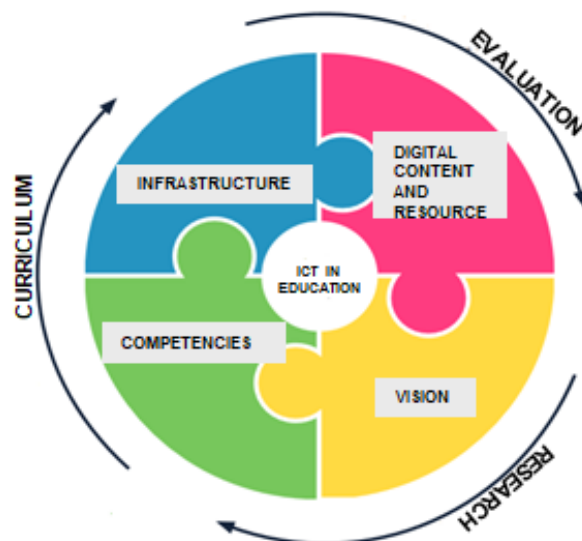 EVALUATION
INFRASTRUCTURE
DIGITAL
CONTENT
AND
RESOURCE
CURRICULUM
ICT IN
EDUCATION
COMPETENCIES
VISION
RESEARCH